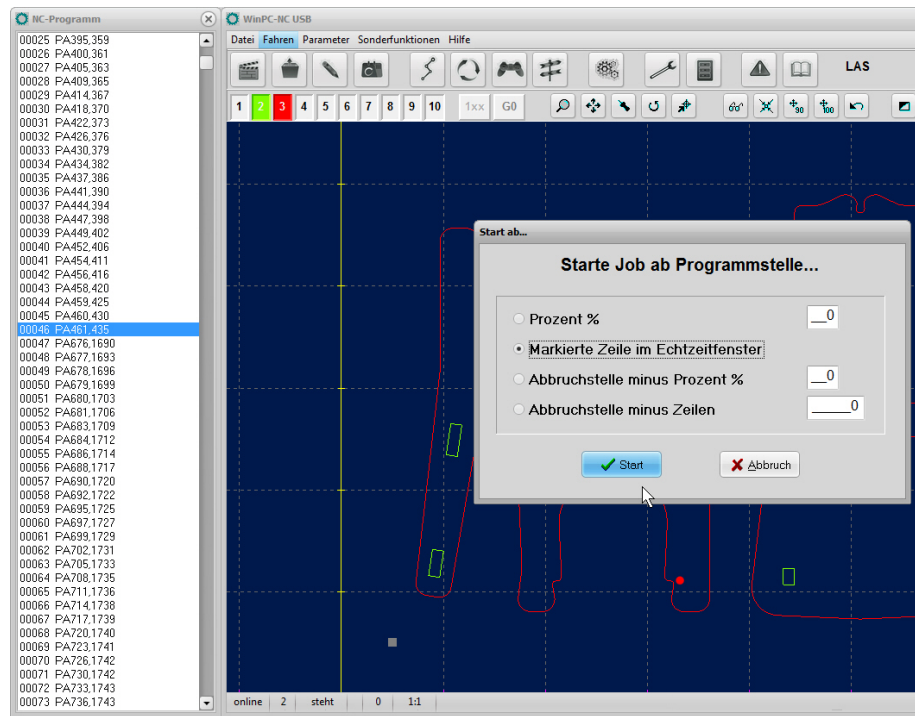 NC-Programm
00025 PA395,359
00026 PA400,361
00027 PA405,363
00028 PA409,365
00029 PA414,367
00030 PA418,370
00031 PA422,373
00032 PA426,376
00033 PA430,379
00034 PA434,382
00035 PA437,386
00036 PA441,390
00037 PA444,394
00038 PA447,398
00039 PA449,402
00040 PA452,406
00041 PA454,411
00042 PA456,416
00043 PA458,420
00044 PA459,425
00045 PA460,430
00046 PA461,435
00047 PA676,1690
00048 PA677,1693
00049 PA678,1696
00050 PA679,1699
00051 PA680,1703
00052 PA681,1706
00053 PA683,1709
00054 PA684,1712
00055 PA686,1714
00056 PA688,1717
00057 PA690,1720
00058 PA692,1722
00059 PA695,1725
00060 PA697,1727
00061 PA699,1729
00062 PA702,1731
00063 PA705,1733
00064 PA708,1735
00065 PA711,1736
00066 PA714,1738
00067 PA717,1739
00068 PA720,1740
00069 PA723,1741
00070 PA726,1742
00071 PA730,1742
00072 PA733,1743
00073 PA736,1743
WinPC-NC USB
Datei Fahren Parameter Sonderfunktionen Hilfe
LAS
1 2 3 4 5 6 7 8 9 10 1xx G0 90 100
Start ab...
Starte Job ab Programmstelle...
Prozent % __0
Markierte Zeile im Echtzeitfenster
Abbruchstelle minus Prozent % __0
Abbruchstelle minus Zeilen _____0
Start Abbruch
online 2 steht 0 1:1